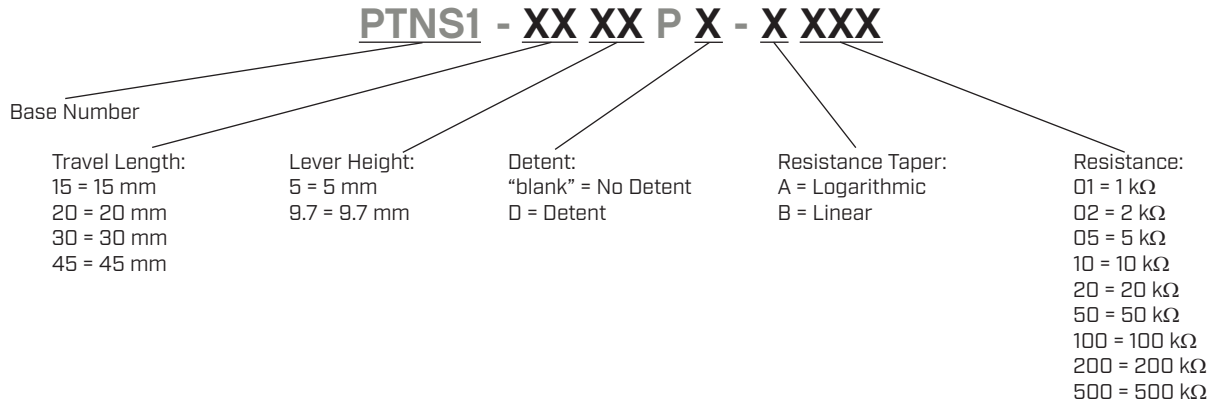 PTNS1 - XX XX P X - X XXX
Base Number
Travel Length:
15 = 15 mm
20 = 20 mm
30 = 30 mm
45 = 45 mm
Lever Height:
5 = 5 mm
9.7 = 9.7 mm
Detent:
“blank” = No Detent
D = Detent
Resistance Taper:
A = Logarithmic
B = Linear
Resistance:
01 = 1 kΩ
02 = 2 kΩ
05 = 5 kΩ
10 = 10 kΩ
20 = 20 kΩ
50 = 50 kΩ
100 = 100 kΩ
200 = 200 kΩ
500 = 500 kΩ